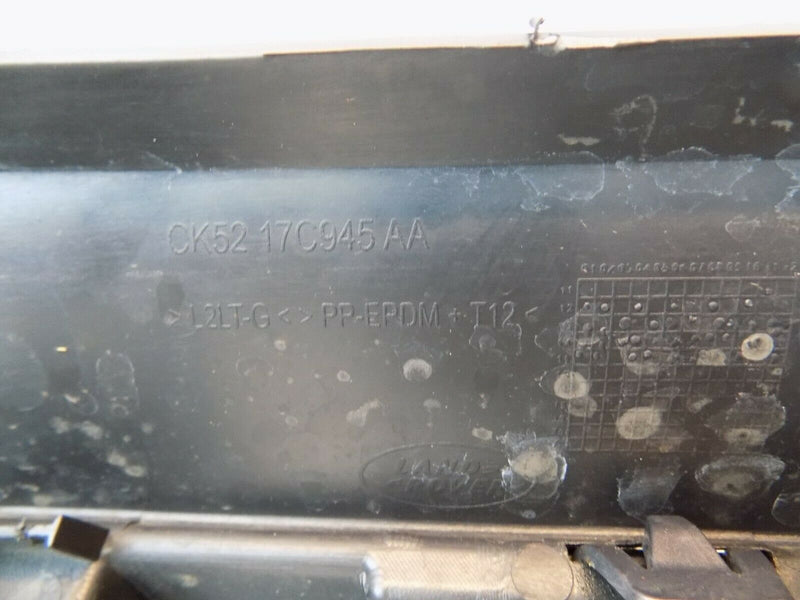 CK52 17C945 AA
>L2LT-G<>PP-EPDM + T12<
LAND-
ROVER